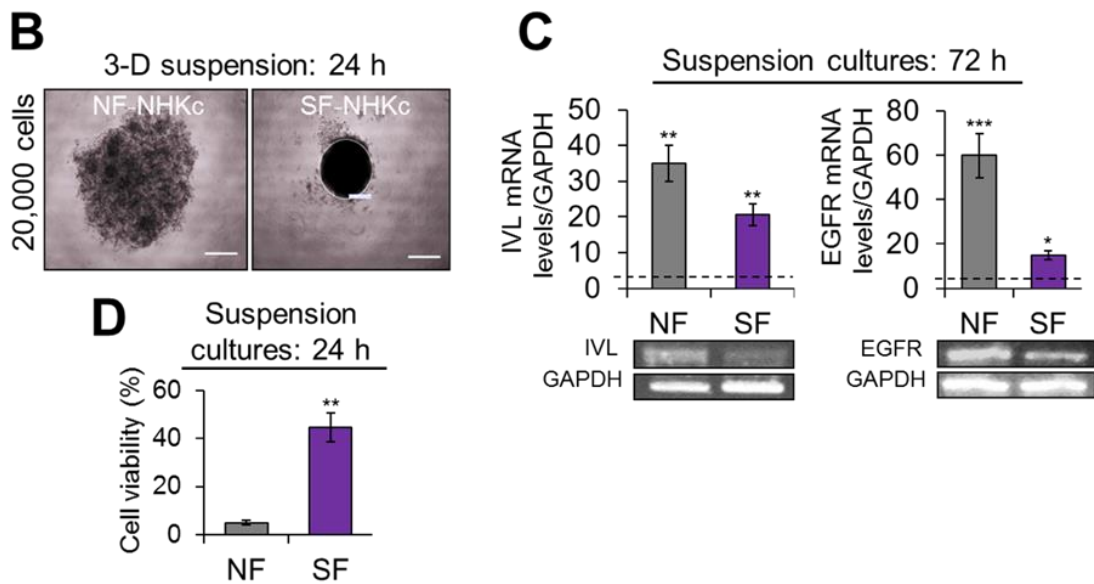 B
3-D suspension: 24 h
20,000 cells
NF-NHKc
SF-NHKc
C
Suspension cultures: 72 h
IVL mRNA
levels/GAPDH
50
40
30
20
10
0
**
**
NF
SF
IVL
GAPDH
EGFR mRNA
levels/GAPDH
80
60
40
20
0
***
*
NF
SF
EGFR
GAPDH
D
Suspension
cultures: 24 h
Cell viability (%)
60
40
20
0
**
NF
SF